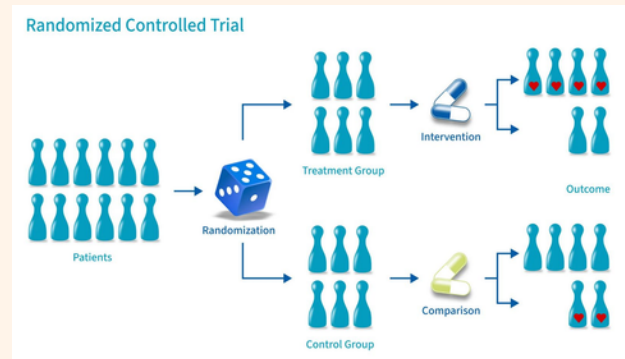 Randomized Controlled Trial
Treatment Group
Intervention
Outcome
Patients
Randomization
Control Group
Comparison